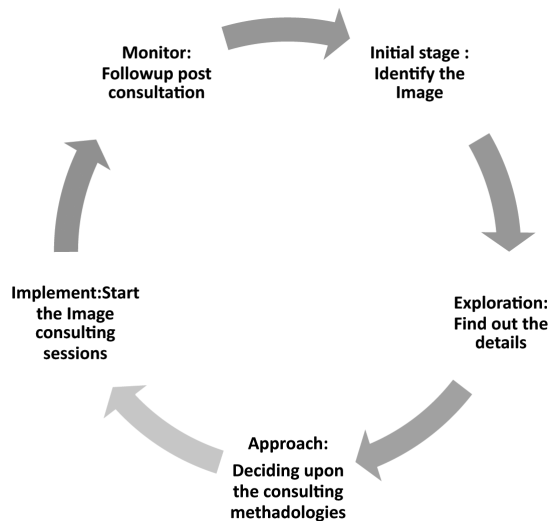 Initial stage :
Identify the
Image
Exploration:
Find out the
details
Approach:
Deciding upon
the consulting
methadologies
Implement:Start
the Image
consulting
sessions
Monitor:
Followup post
consultation